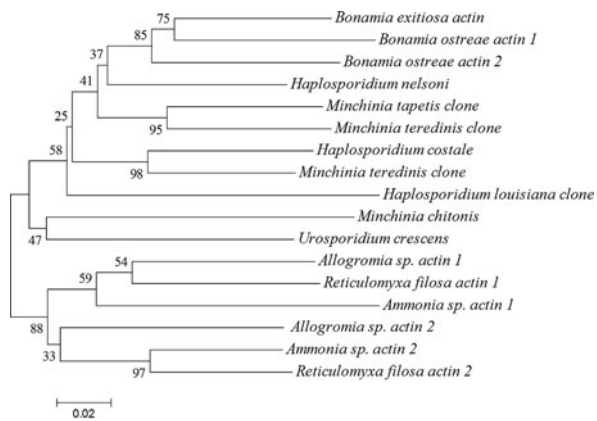 75
Bonamia exitiosa actin
85
Bonamia ostreae actin 1
37
Bonamia ostreae actin 2
41
Haplosporidium nelsoni
25
Minchinia tapetis clone
95
Minchinia teredinis clone
58
Haplosporidium costale
98
Minchinia teredinis clone
Haplosporidium louisiana clone
Minchinia chitonis
47
Urosporidium crescens
54
Allogromia sp. actin 1
59
Reticulomyxa filosa actin 1
Ammonia sp. actin 1
88
Allogromia sp. actin 2
33
Ammonia sp. actin 2
97
Reticulomyxa filosa actin 2
0.02